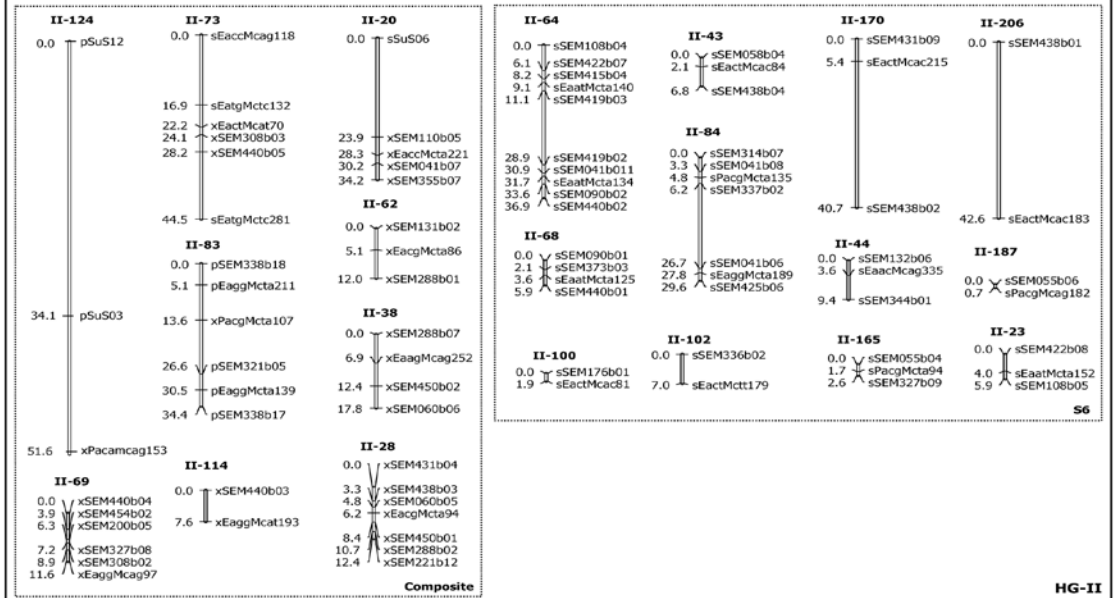 II-124
0.0 pSuS12
34.1 pSuS03
51.6 xPacamcag153
II-69
0.0 xSEM440b04
3.9 xSEM454b02
6.3 xSEM200b05
7.2 xSEM327b08
8.9 xSEM308b02
11.6 xEaggMcag97
II-73
0.0 sEaccMcag118
16.9 sEatgMctc132
22.2 xEactMcat70
24.1 xSEM308b03
28.2 xSEM440b05
44.5 sEatgMctc281
II-83
0.0 pSEM338b18
5.1 pEaggMcta211
13.6 xPacgMcta107
26.6 pSEM321b05
30.5 pEaggMcta139
34.4 pSEM338b17
II-114
0.0 xSEM440b03
7.6 xEaggMcat193
II-20
0.0 sSuS06
23.9 xSEM110b05
28.3 xEaccMcta221
30.2 xSEM041b07
34.2 xSEM355b07
II-62
0.0 xSEM131b02
5.1 xEacgMcta86
12.0 xSEM288b01
II-38
0.0 xSEM288b07
6.9 xEaagMcag252
12.4 xSEM450b02
17.8 xSEM060b06
II-28
0.0 xSEM431b04
3.3 xSEM438b03
4.8 xSEM060b05
6.2 xEacgMcta94
8.4 xSEM450b01
10.7 xSEM288b02
12.4 xSEM221b12
Composite
II-64
0.0 sSEM108b04
6.1 sSEM422b07
8.2 sSEM415b04
9.1 sEaatMcta140
11.1 sSEM419b03
28.9 sSEM419b02
30.9 sSEM041b011
31.7 sEaatMcta134
33.6 sSEM090b02
36.9 sSEM440b02
II-68
0.0 sSEM090b01
2.1 sSEM373b03
3.6 sEaatMcta125
5.9 sSEM440b01
II-100
0.0 sSEM176b01
1.9 sEactMcac81
II-43
0.0 sSEM058b04
2.1 sEactMcac84
6.8 sSEM438b04
II-84
0.0 sSEM314b07
3.3 sSEM041b08
4.8 sPacgMcta135
6.2 sSEM337b02
26.7 sSEM041b06
27.8 sEaggMcta189
29.6 sSEM425b06
II-102
0.0 sSEM336b02
7.0 sEactMctt179
II-170
0.0 sSEM431b09
5.4 sEactMcac215
40.7 sSEM438b02
II-44
0.0 sSEM132b06
3.6 sEaacMcag335
9.4 sSEM344b01
II-165
0.0 sSEM055b04
1.7 sPacgMcta94
2.6 sSEM327b09
II-206
0.0 sSEM438b01
42.6 sEactMcac183
II-187
0.0 sSEM055b06
0.7 sPacgMcag182
II-23
0.0 sSEM422b08
4.0 sEaatMcta152
5.9 sSEM108b05
S6
HG-II